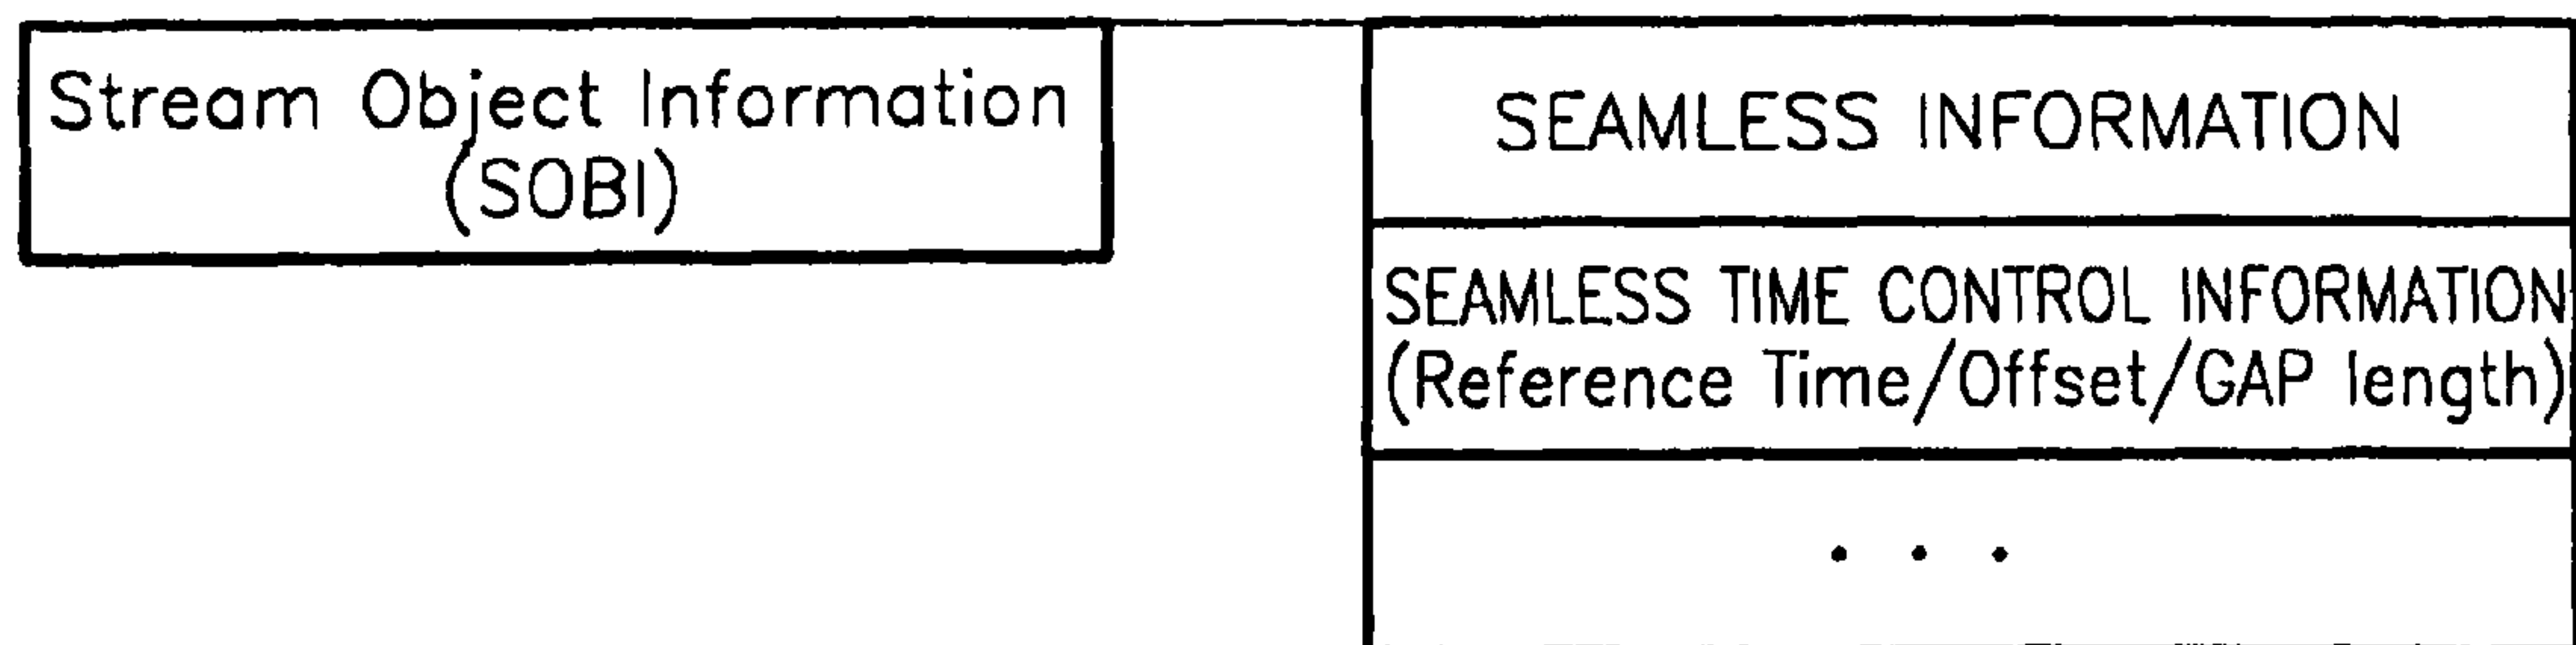 Stream Object Information
(SOBI)
SEAMLESS INFORMATION
SEAMLESS TIME CONTROL INFORMATION
(Reference Time/Offset/GAP length)
. . .